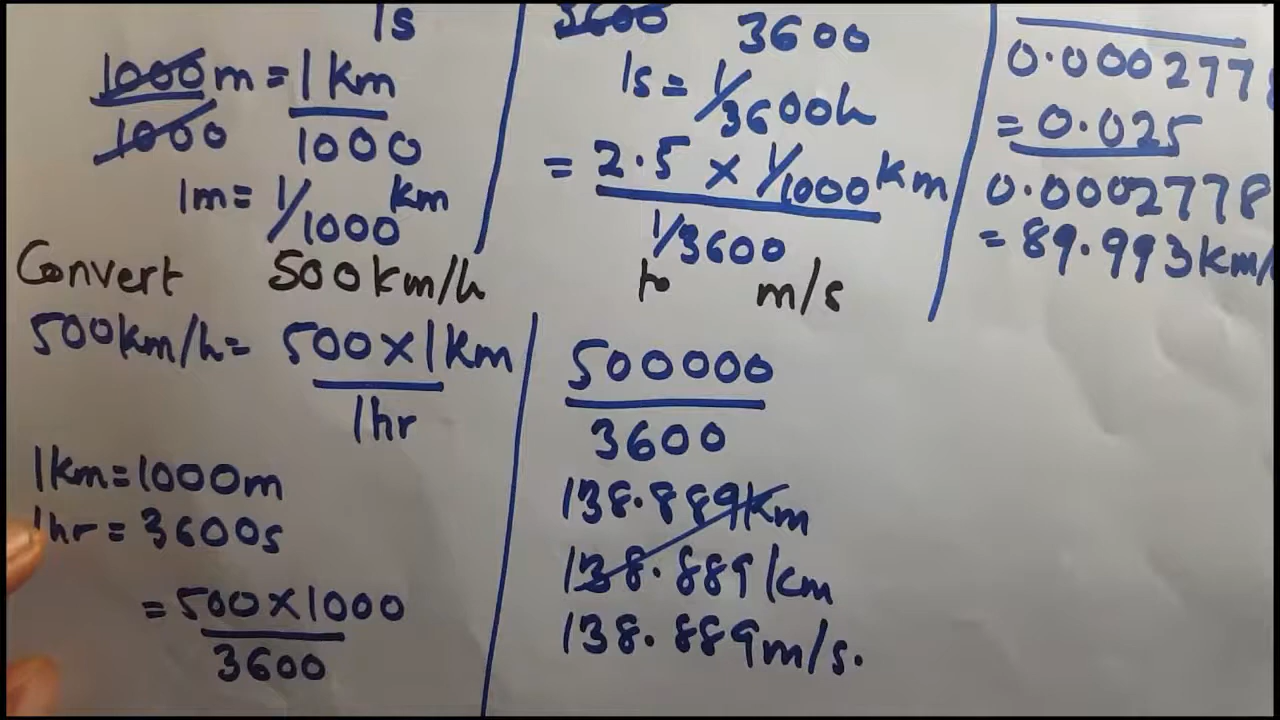 1s
1000m = 1km
1000 1000
1m = 1/1000 km
3600 3600
1s = 1/3600h
= 2.5 x 1/1000 km
1/3600
0.0002778
= 0.025
0.0002778
= 89.993km/
Convert 500km/h to m/s
500km/h = 500 x 1km
1hr
1km = 1000m
1hr = 3600s
= 500 x 1000
3600
500000
3600
138.889km
138.889km
138.889m/s.